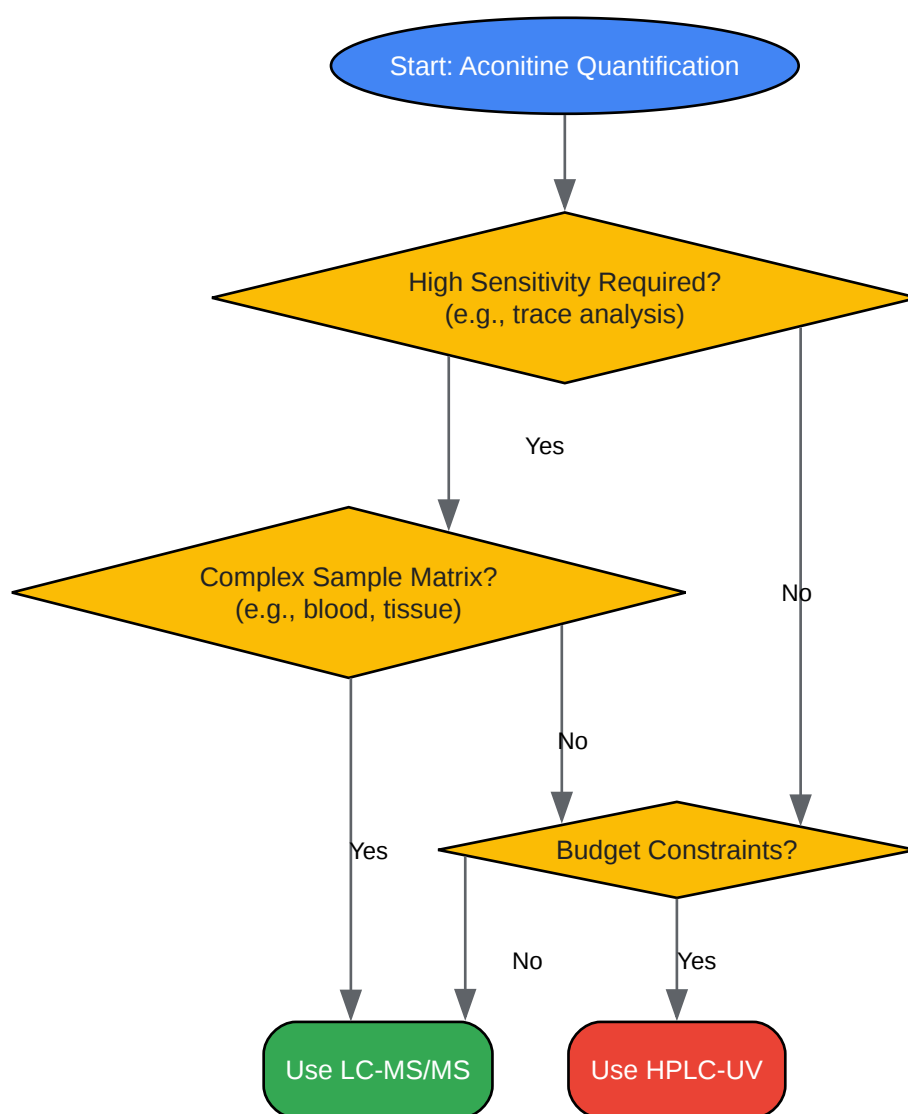 Start: Aconitine Quantification
High Sensitivity Required?
(e.g., trace analysis)
Yes
Complex Sample Matrix?
(e.g., blood, tissue)
No
No
Yes
Budget Constraints?
No
Yes
Use LC-MS/MS
Use HPLC-UV